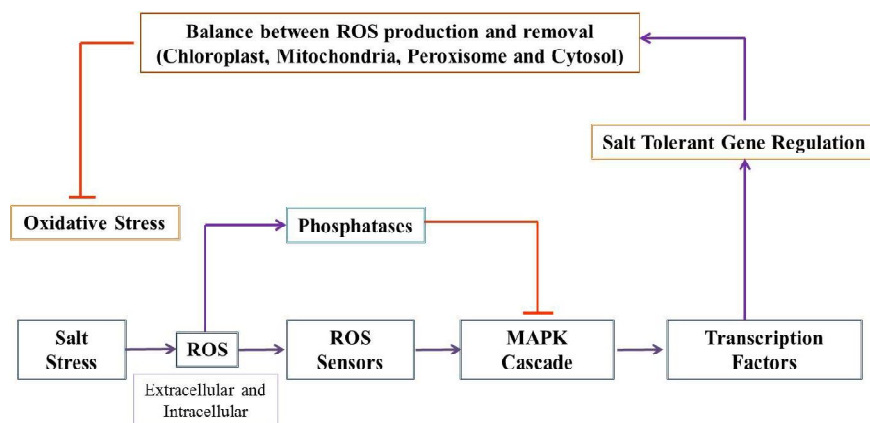 Balance between ROS production and removal
(Chloroplast, Mitochondria, Peroxisome and Cytosol)
Salt Tolerant Gene Regulation
Oxidative Stress
Phosphatases
Salt
Stress
ROS
ROS
Sensors
MAPK
Cascade
Transcription
Factors
Extracellular and
Intracellular